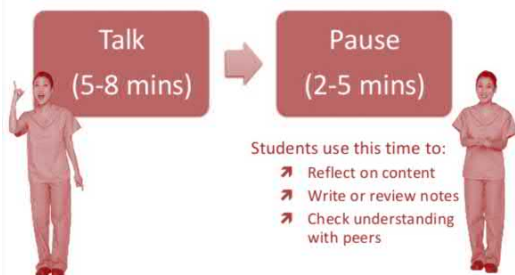 Talk
(5-8 mins)
Pause
(2-5 mins)
Students use this time to:
Reflect on content
Write or review notes
Check understanding
with peers